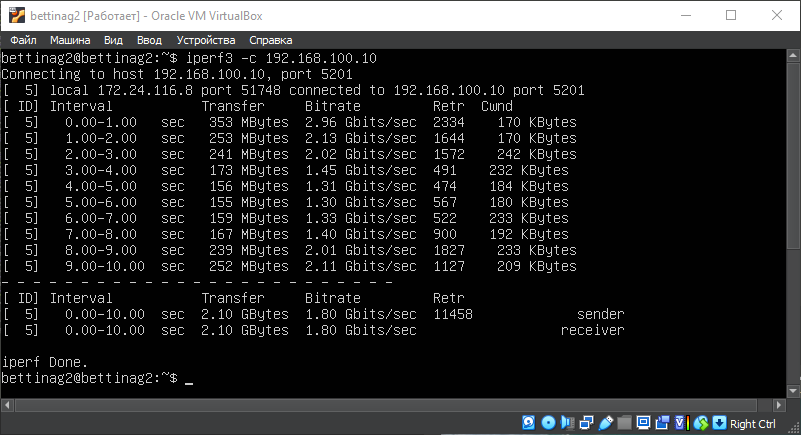 bettinag2 [Работает] - Oracle VM VirtualBox
Файл Машина Вид Ввод Устройства Справка
bettinag2@bettinag2:~$ iperf3 -c 192.168.100.10
Connecting to host 192.168.100.10, port 5201
[  5] local 172.24.116.8 port 51748 connected to 192.168.100.10 port 5201
[ ID] Interval           Transfer     Bitrate         Retr  Cwnd
[  5]   0.00-1.00   sec   353 MBytes  2.96 Gbits/sec  2334    170 KBytes
[  5]   1.00-2.00   sec   253 MBytes  2.13 Gbits/sec  1644    170 KBytes
[  5]   2.00-3.00   sec   241 MBytes  2.02 Gbits/sec  1572    242 KBytes
[  5]   3.00-4.00   sec   173 MBytes  1.45 Gbits/sec  491    232 KBytes
[  5]   4.00-5.00   sec   156 MBytes  1.31 Gbits/sec  474    184 KBytes
[  5]   5.00-6.00   sec   155 MBytes  1.30 Gbits/sec  567    180 KBytes
[  5]   6.00-7.00   sec   159 MBytes  1.33 Gbits/sec  522    233 KBytes
[  5]   7.00-8.00   sec   167 MBytes  1.40 Gbits/sec  900    192 KBytes
[  5]   8.00-9.00   sec   239 MBytes  2.01 Gbits/sec  1827    233 KBytes
[  5]   9.00-10.00  sec   252 MBytes  2.11 Gbits/sec  1127    209 KBytes
- - - - - - - - - - - - - - - - - - - - - - - - -
[ ID] Interval           Transfer     Bitrate         Retr
[  5]   0.00-10.00  sec  2.10 GBytes  1.80 Gbits/sec  11458             sender
[  5]   0.00-10.00  sec  2.10 GBytes  1.80 Gbits/sec                  receiver
iperf Done.
bettinag2@bettinag2:~$ _
Right Ctrl